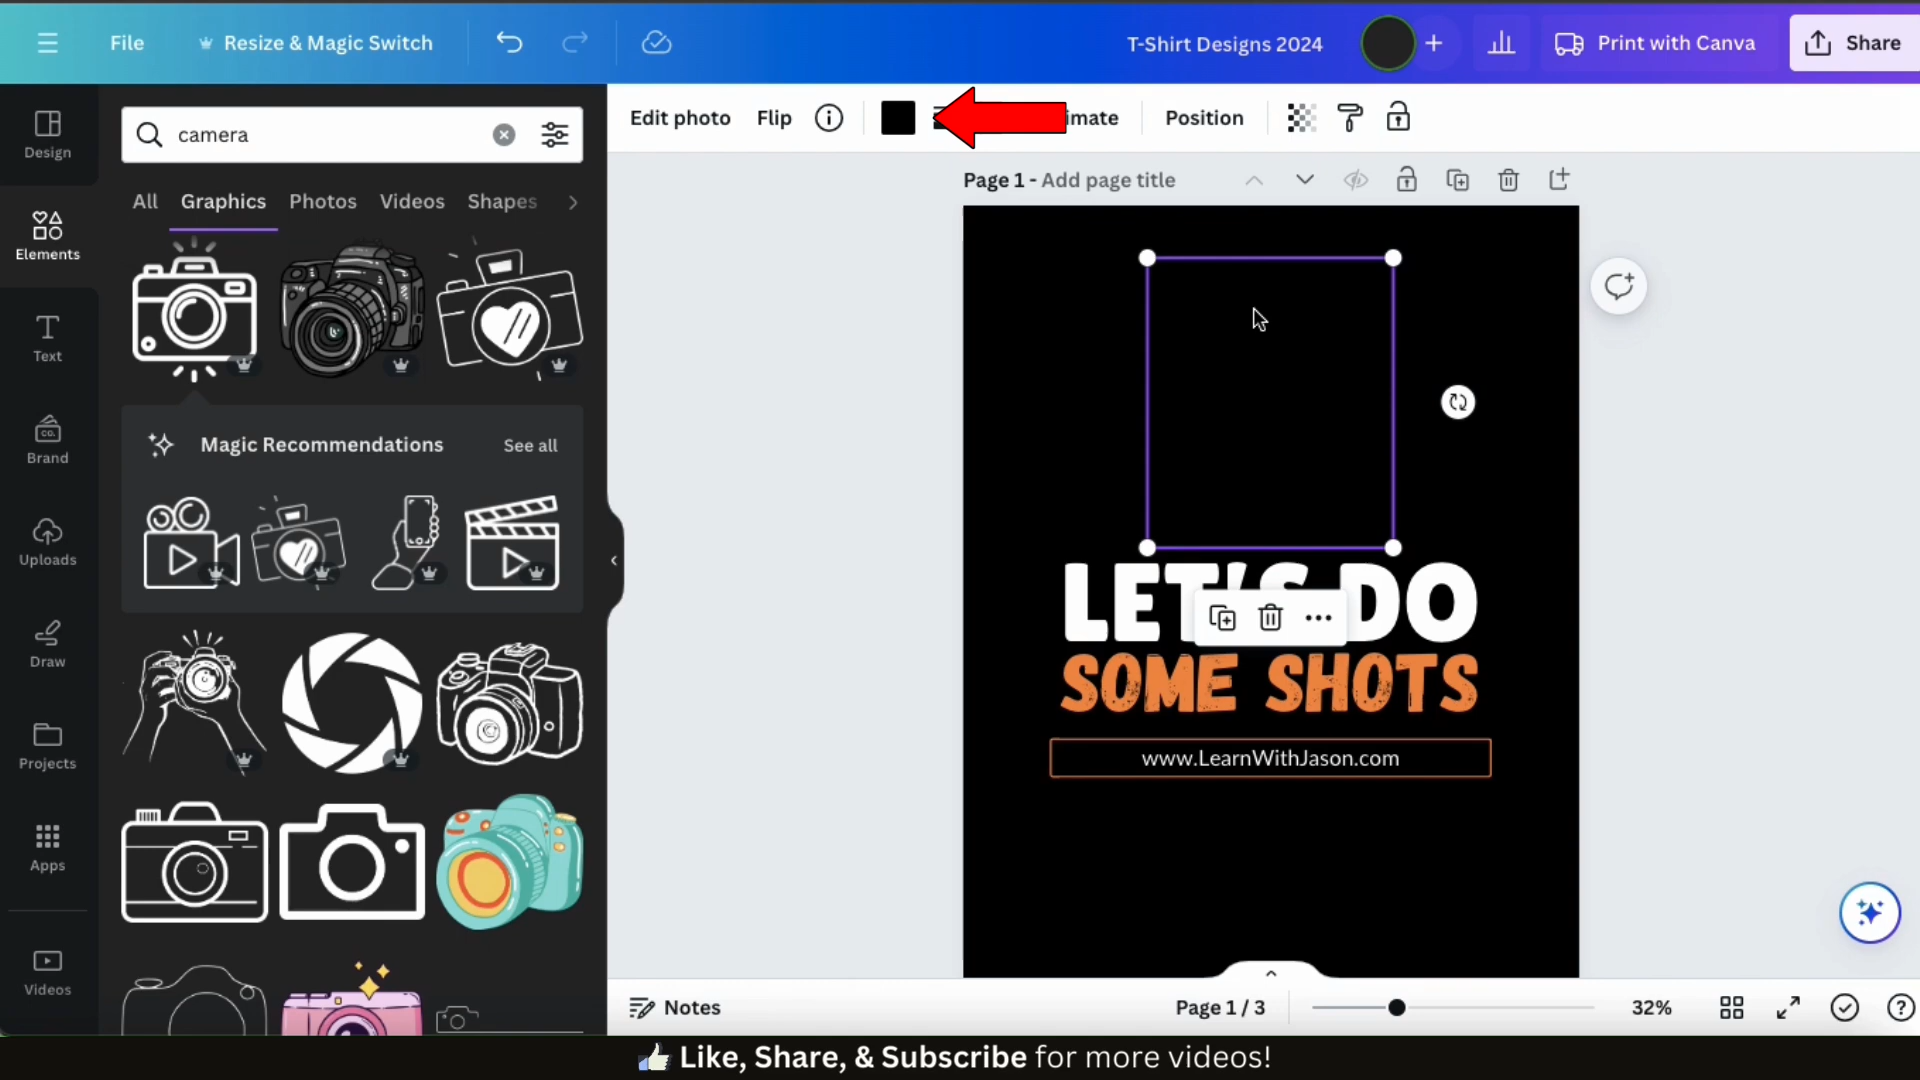 File
Resize & Magic Switch
T-Shirt Designs 2024
Print with Canva
Share
Design
Elements
Text
Brand
Uploads
Draw
Projects
Apps
Videos
camera
All
Graphics
Photos
Videos
Shapes
Magic Recommendations
See all
Edit photo
Flip
imate
Position
Page 1 - Add page title
LET'S DO
SOME SHOTS
www.LearnWithJason.com
Notes
Page 1 / 3
32%
Like, Share, & Subscribe for more videos!